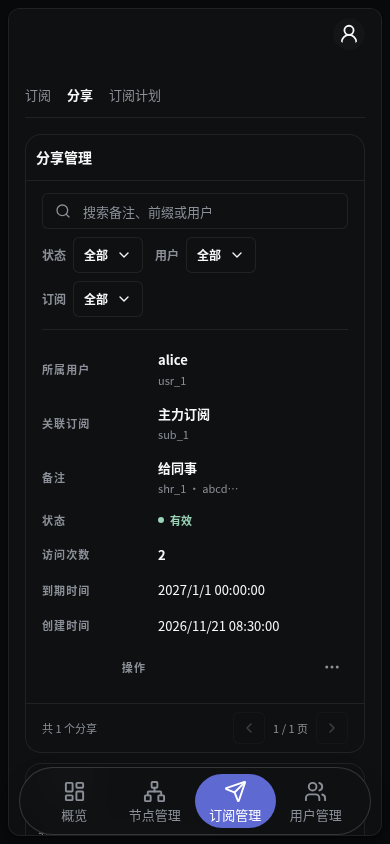 订阅 分享 订阅计划
分享管理
搜索备注、前缀或用户
状态 全部 用户 全部
订阅 全部
所属用户 alice
usr_1
关联订阅 主力订阅
sub_1
备注 给同事
shr_1 • abcd…
状态 有效
访问次数 2
到期时间 2027/1/1 00:00:00
创建时间 2026/11/21 08:30:00
操作 ···
共 1 个分享 1 / 1 页
概览 节点管理 订阅管理 用户管理